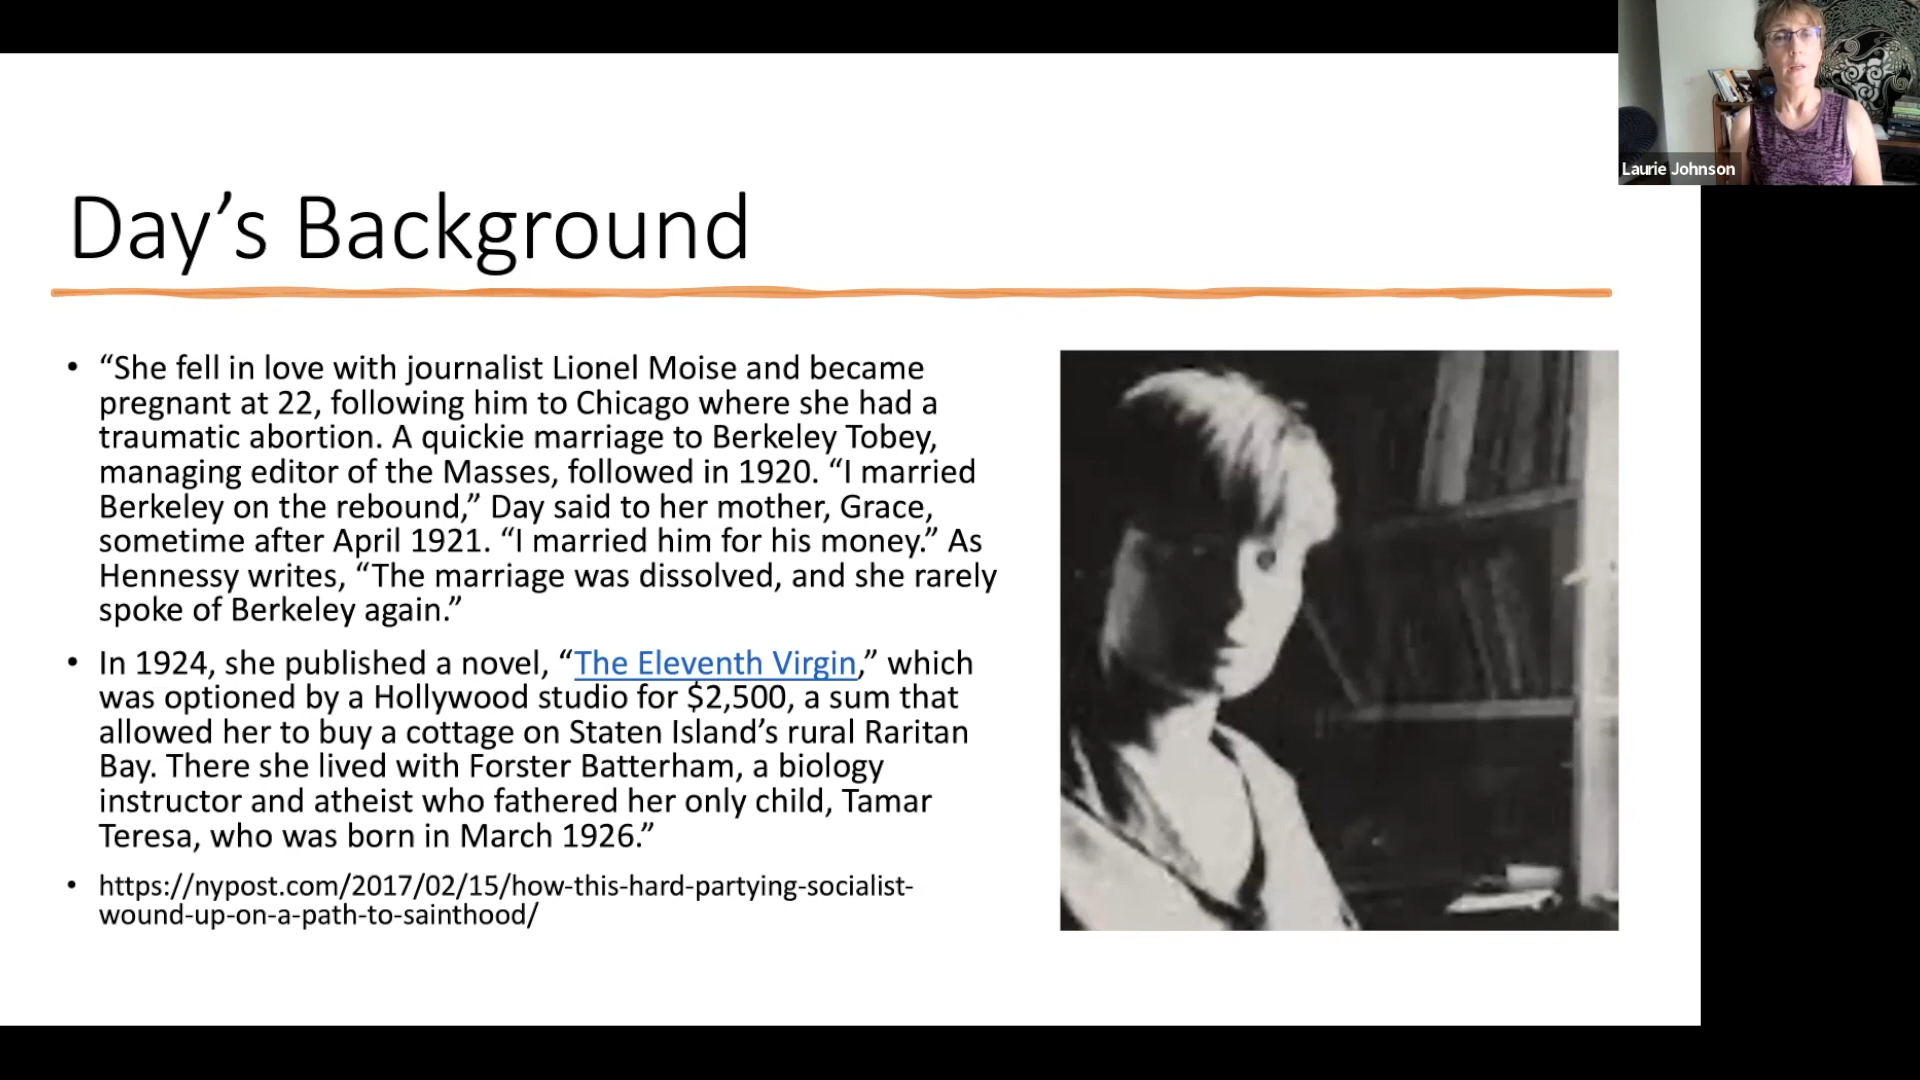 Laurie Johnson
Day’s Background
• “She fell in love with journalist Lionel Moise and became
pregnant at 22, following him to Chicago where she had a
traumatic abortion. A quickie marriage to Berkeley Tobey,
managing editor of the Masses, followed in 1920. “I married
Berkeley on the rebound,” Day said to her mother, Grace,
sometime after April 1921. “I married him for his money.” As
Hennessy writes, “The marriage was dissolved, and she rarely
spoke of Berkeley again.”
• In 1924, she published a novel, “The Eleventh Virgin,” which
was optioned by a Hollywood studio for $2,500, a sum that
allowed her to buy a cottage on Staten Island’s rural Raritan
Bay. There she lived with Forster Batterham, a biology
instructor and atheist who fathered her only child, Tamar
Teresa, who was born in March 1926.”
• https://nypost.com/2017/02/15/how-this-hard-partying-socialist-
wound-up-on-a-path-to-sainthood/